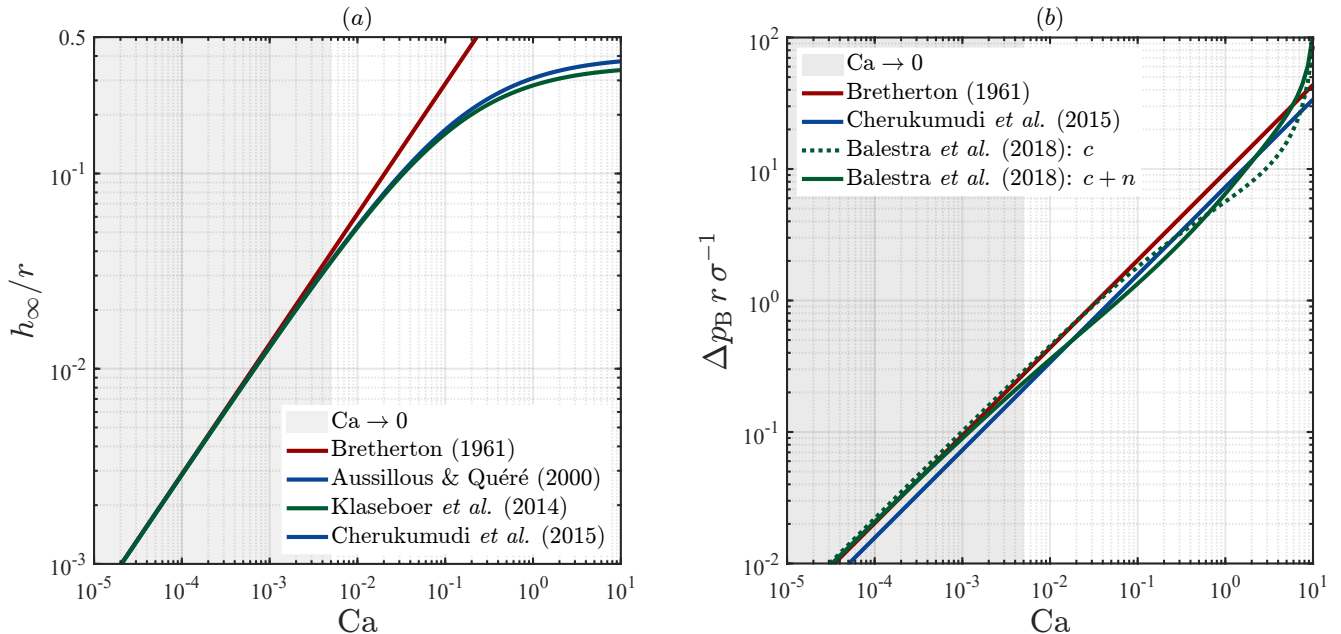 (a)
0.5
10^{-1}
10^{-2}
10^{-3}
h_∞/r
Ca → 0
Bretherton (1961)
Aussillous & Quéré (2000)
Klaseboer et al. (2014)
Cherukumudi et al. (2015)
10^{-5} 10^{-4} 10^{-3} 10^{-2} 10^{-1} 10^{0} 10^{1}
Ca
(b)
10^{2}
10^{1}
10^{0}
10^{-1}
10^{-2}
Δp_B r σ^{-1}
Ca → 0
Bretherton (1961)
Cherukumudi et al. (2015)
Balestra et al. (2018): c
Balestra et al. (2018): c + n
10^{-5} 10^{-4} 10^{-3} 10^{-2} 10^{-1} 10^{0} 10^{1}
Ca